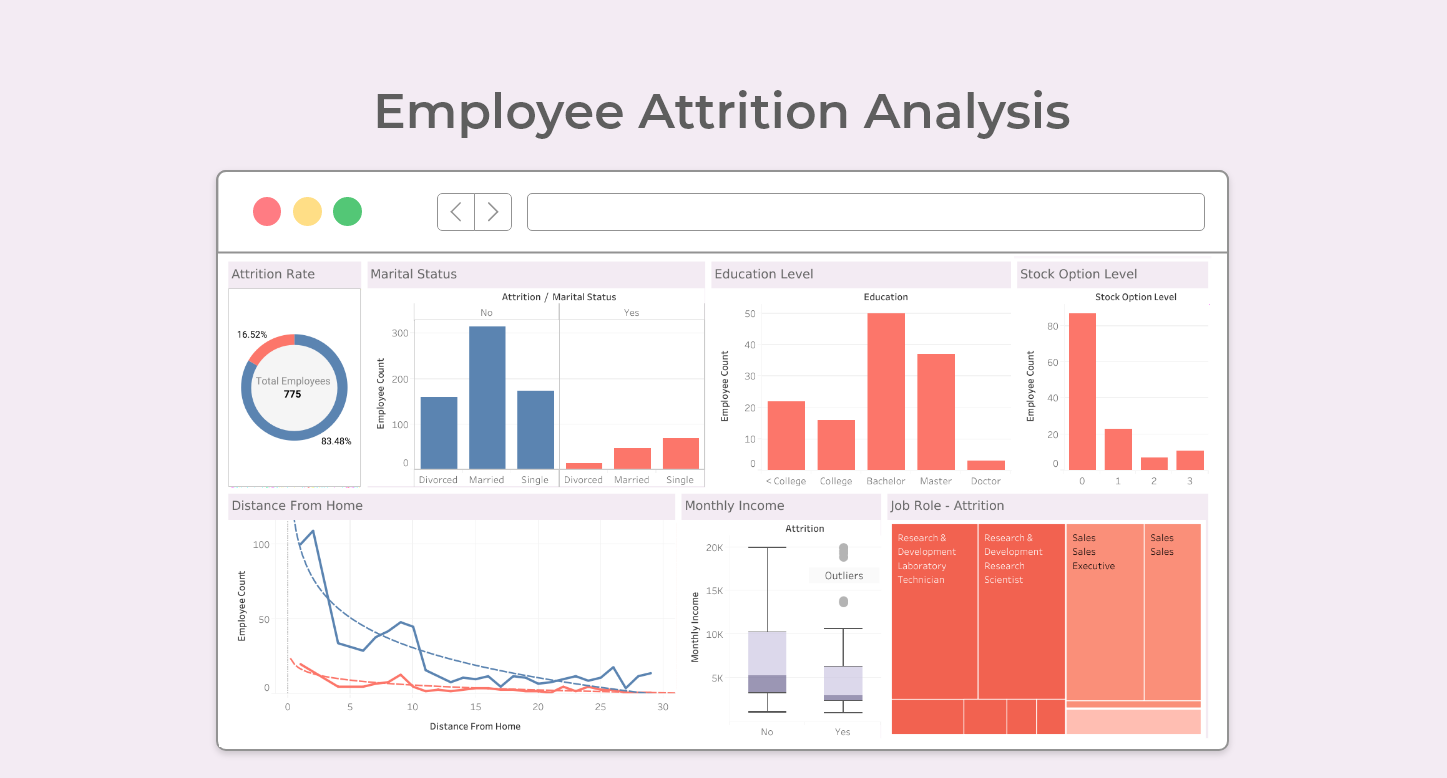 Employee Attrition Analysis
Attrition Rate
16.52%
Total Employees
775
83.48%
Marital Status
Attrition / Marital Status
No
Yes
Employee Count
300
200
100
0
Divorced
Married
Single
Divorced
Married
Single
Education Level
Education
Employee Count
50
40
30
20
10
0
< College
College
Bachelor
Master
Doctor
Stock Option Level
Stock Option Level
Employee Count
80
60
40
20
0
0
1
2
3
Distance From Home
Employee Count
100
50
0
0
5
10
15
20
25
30
Distance From Home
Monthly Income
Attrition
Monthly Income
20K
15K
10K
5K
Outliers
No
Yes
Job Role - Attrition
Research &
Development
Laboratory
Technician
Research &
Development
Research
Scientist
Sales
Sales
Executive
Sales
Sales